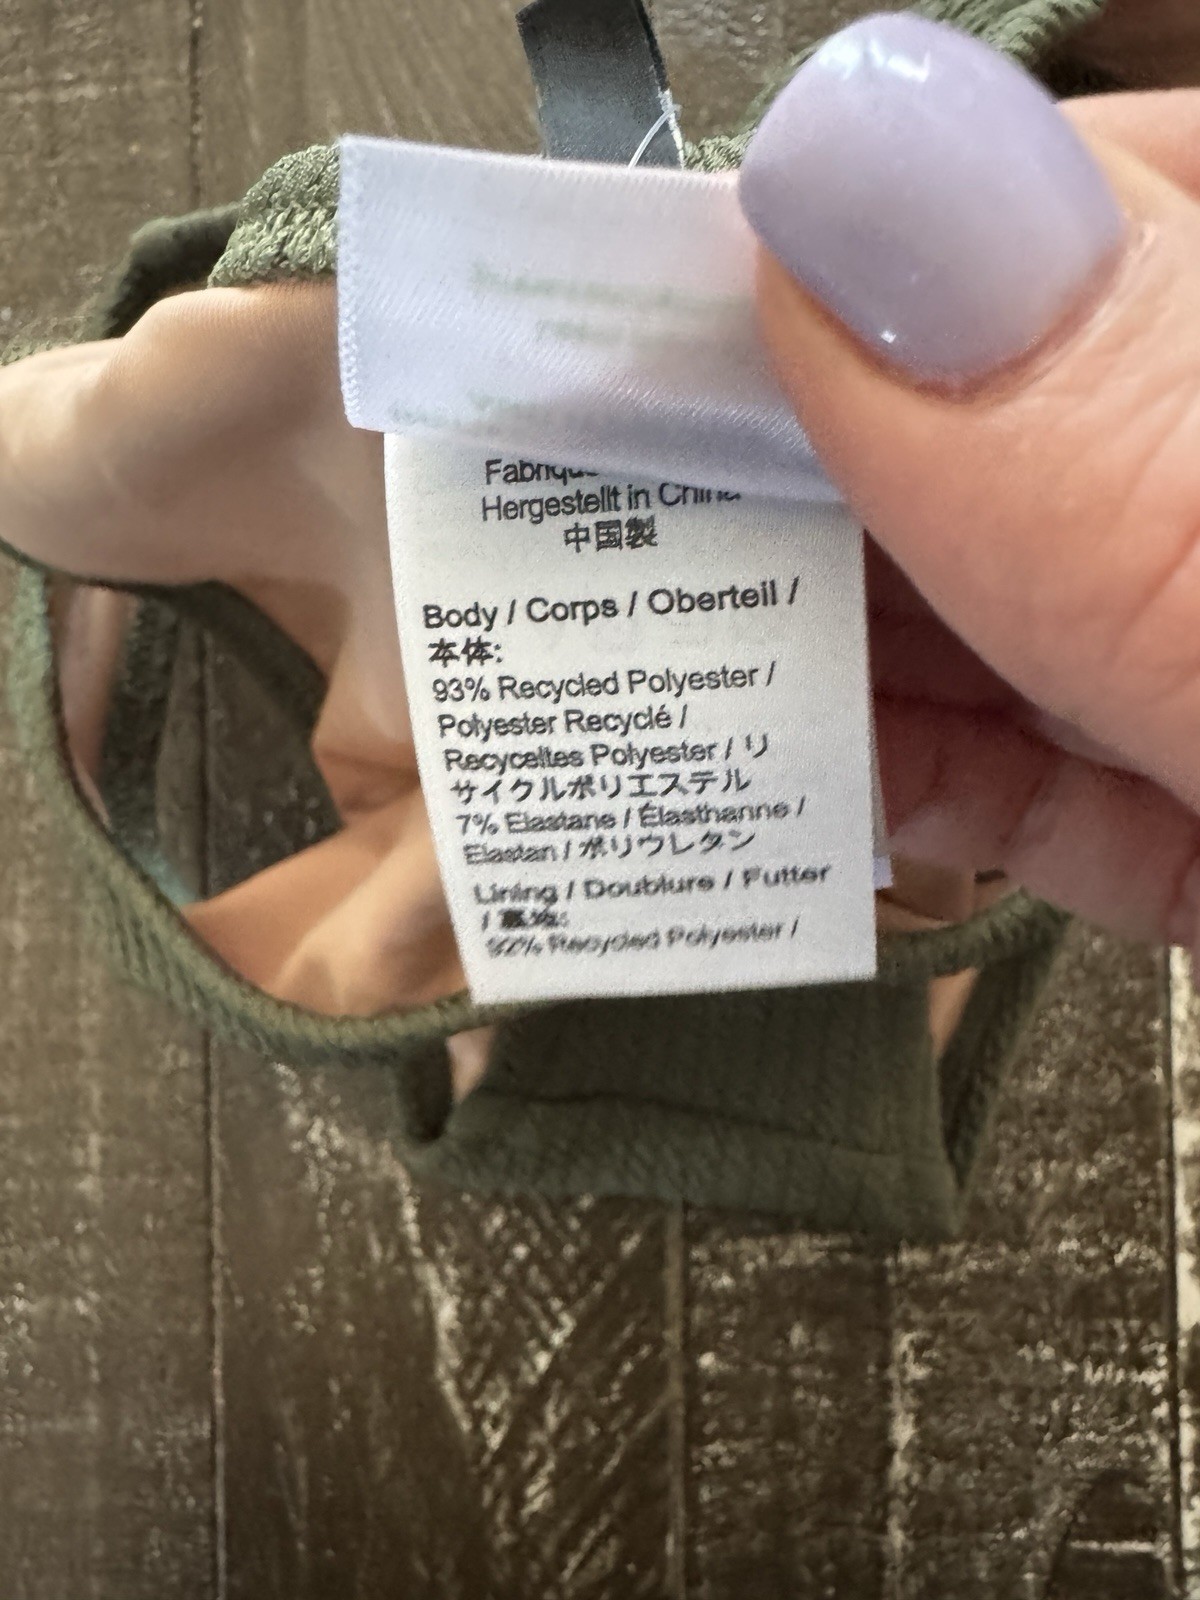 Hergestellt in China
中国製
Body / Corps / Oberteil /
本体:
93% Recycled Polyester /
Polyester Recyclé /
Recyceltes Polyester / リ
サイクルポリエステル
7% Elastane / Élasthanne /
Elastan / ポリウレタン
Lining / Doublure / Futter
/ 裏地:
92% Recycled Polyester /